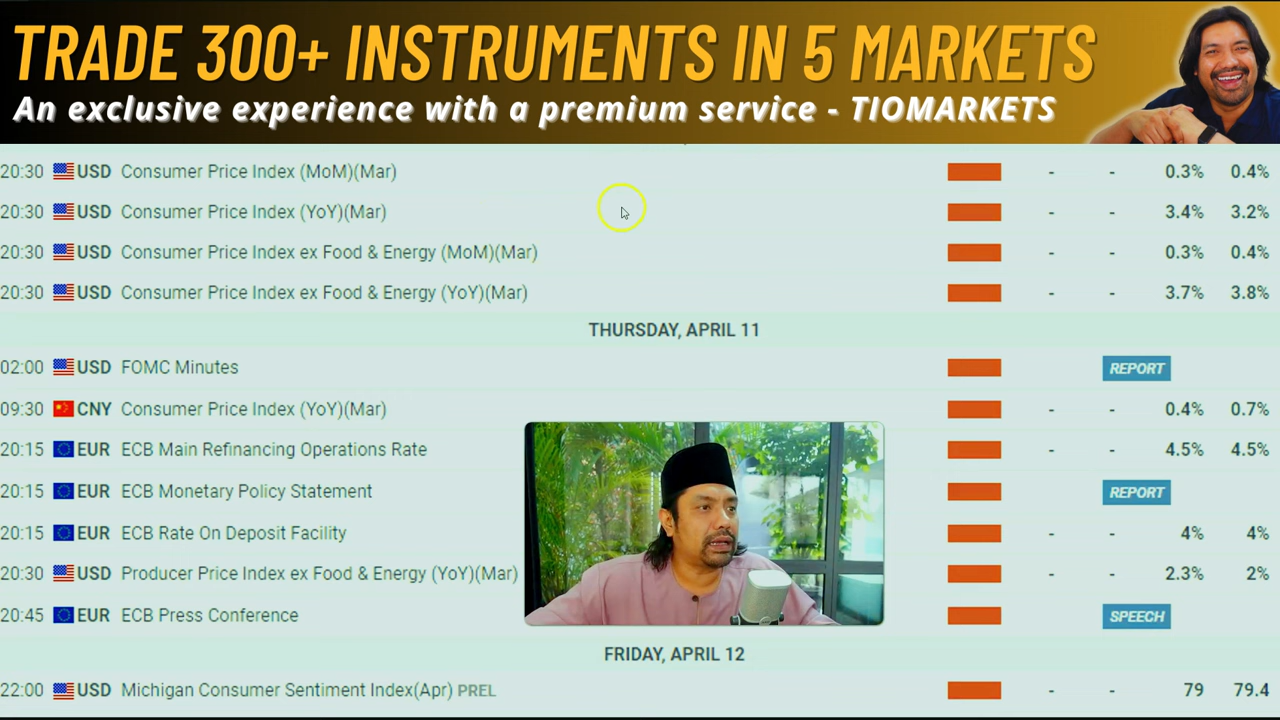 TRADE 300+ INSTRUMENTS IN 5 MARKETS
An exclusive experience with a premium service - TIOMARKETS
20:30 USD Consumer Price Index (MoM)(Mar) - - 0.3% 0.4%
20:30 USD Consumer Price Index (YoY)(Mar) - - 3.4% 3.2%
20:30 USD Consumer Price Index ex Food & Energy (MoM)(Mar) - - 0.3% 0.4%
20:30 USD Consumer Price Index ex Food & Energy (YoY)(Mar) - - 3.7% 3.8%
THURSDAY, APRIL 11
02:00 USD FOMC Minutes REPORT
09:30 CNY Consumer Price Index (YoY)(Mar) - - 0.4% 0.7%
20:15 EUR ECB Main Refinancing Operations Rate - - 4.5% 4.5%
20:15 EUR ECB Monetary Policy Statement REPORT
20:15 EUR ECB Rate On Deposit Facility - - 4% 4%
20:30 USD Producer Price Index ex Food & Energy (YoY)(Mar) - - 2.3% 2%
20:45 EUR ECB Press Conference SPEECH
FRIDAY, APRIL 12
22:00 USD Michigan Consumer Sentiment Index(Apr) PREL - - 79 79.4